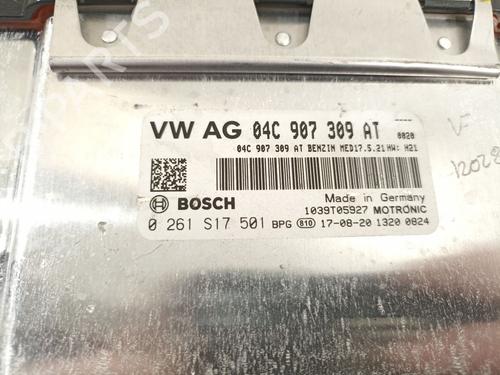 VW AG 04C 907 309 AT 0020
04C 907 309 AT BENZIN MED17.5.21 HW: H21
BOSCH
Made in Germany
1039T05927 MOTRONIC
0 261 S17 501 BPG 810 17-08-20 1320 0824
VF
PARTS